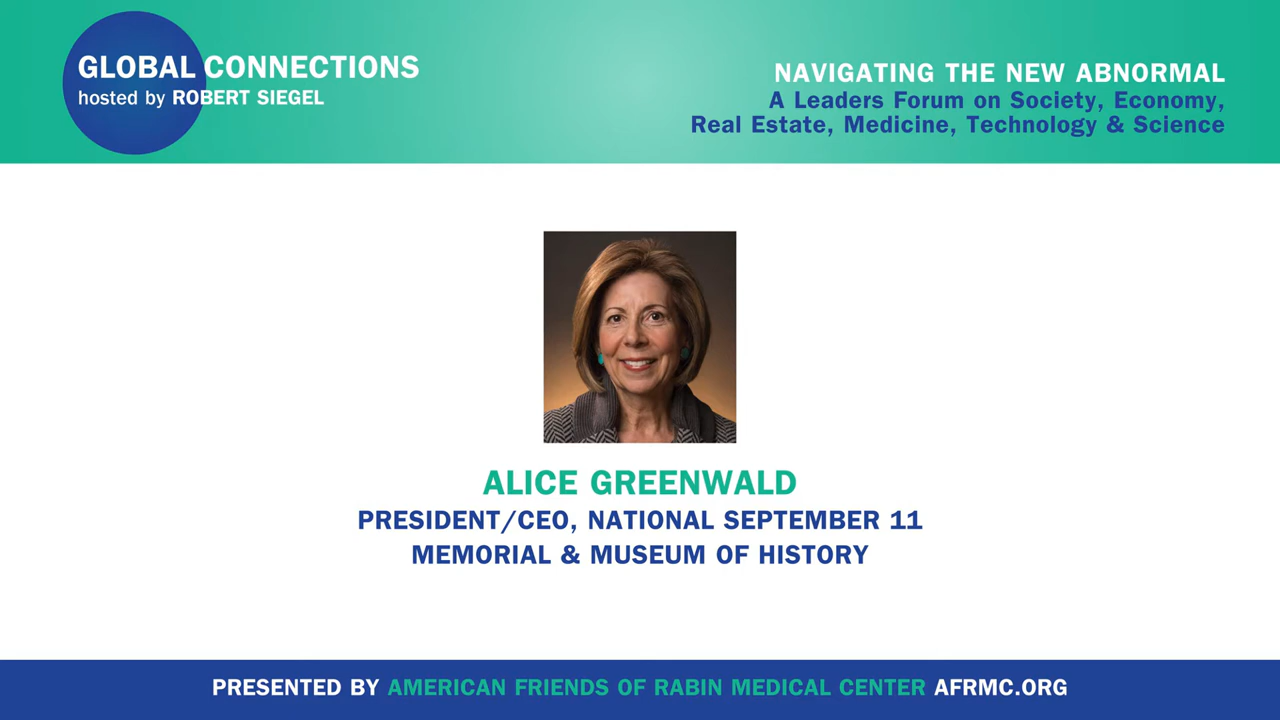 GLOBAL CONNECTIONS
hosted by ROBERT SIEGEL
NAVIGATING THE NEW ABNORMAL
A Leaders Forum on Society, Economy,
Real Estate, Medicine, Technology & Science
ALICE GREENWALD
PRESIDENT/CEO, NATIONAL SEPTEMBER 11
MEMORIAL & MUSEUM OF HISTORY
PRESENTED BY AMERICAN FRIENDS OF RABIN MEDICAL CENTER AFRMC.ORG